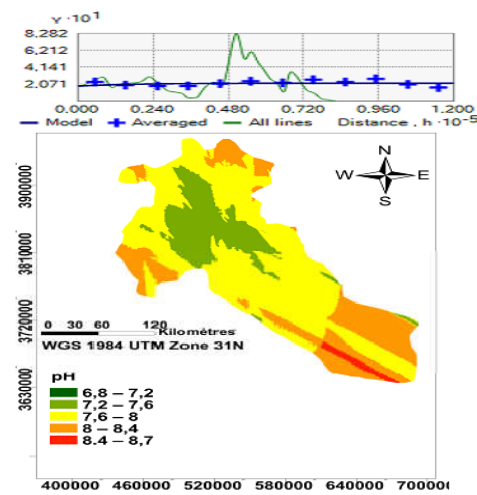 γ · 10¹
8,282
6,212
4,141
2.071
0.000 0.240 0.480 0.720 0.960 1.200
Model Averaged All lines Distance , h · 10⁻⁵
N
W E
S
3900000
3810000
3720000
3630000
0 30 60 120 Kilomètres
WGS 1984 UTM Zone 31N
pH
6,8 – 7,2
7,2 – 7,6
7,6 – 8
8 – 8,4
8.4 – 8,7
400000 460000 520000 580000 640000 700000